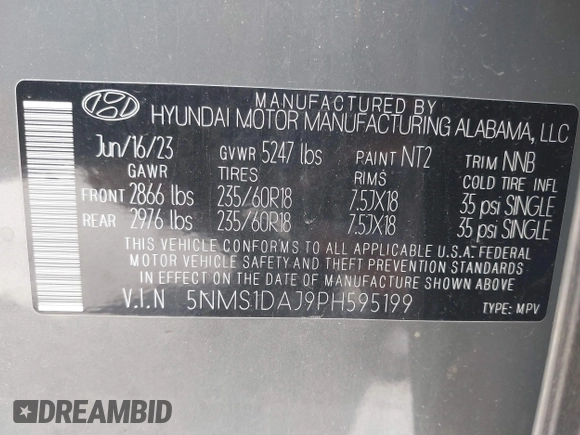 MANUFACTURED BY
HYUNDAI MOTOR MANUFACTURING ALABAMA, LLC
Jun/16/23 GVWR 5247 lbs PAINT NT2 TRIM NNB
GAWR TIRES RIMS COLD TIRE INFL
FRONT 2866 lbs 235/60R18 7.5JX18 35 psi SINGLE
REAR 2976 lbs 235/60R18 7.5JX18 35 psi SINGLE
THIS VEHICLE CONFORMS TO ALL APPLICABLE U.S.A. FEDERAL
MOTOR VEHICLE SAFETY AND THEFT PREVENTION STANDARDS
IN EFFECT ON THE DATE OF MANUFACTURE SHOWN ABOVE.
V.I.N 5NMS1DAJ9PH595199 TYPE: MPV
DREAMBID